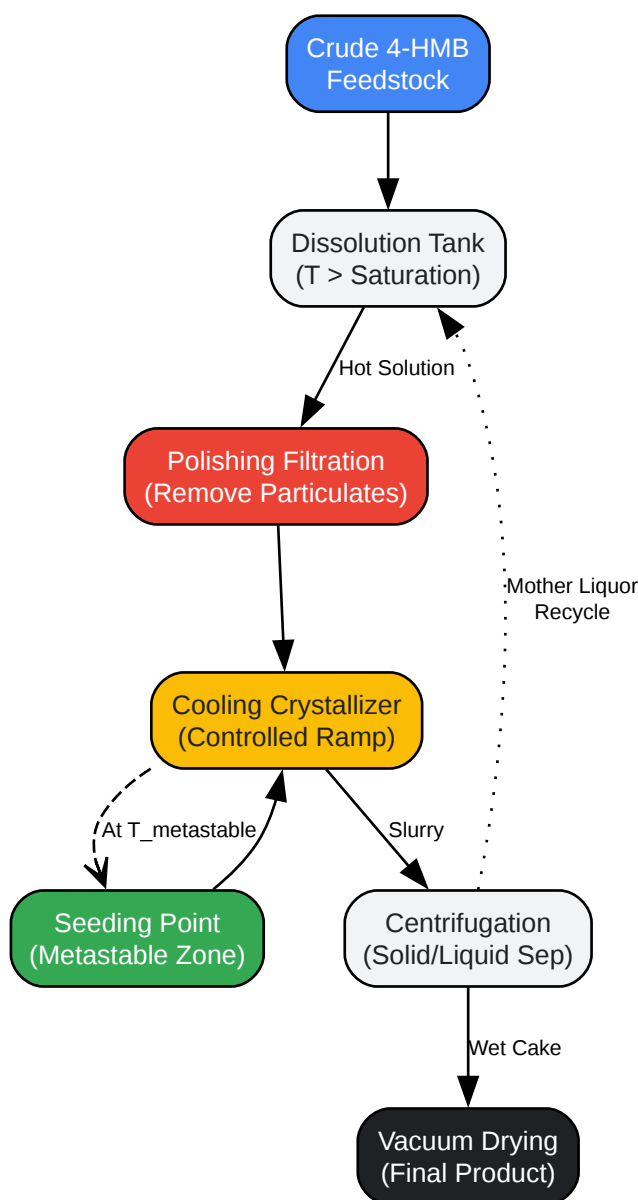 Crude 4-HMB
Feedstock
Dissolution Tank
(T > Saturation)
Hot Solution
Polishing Filtration
(Remove Particulates)
Mother Liquor
Recycle
Cooling Crystallizer
(Controlled Ramp)
At T_metastable
Slurry
Seeding Point
(Metastable Zone)
Centrifugation
(Solid/Liquid Sep)
Wet Cake
Vacuum Drying
(Final Product)